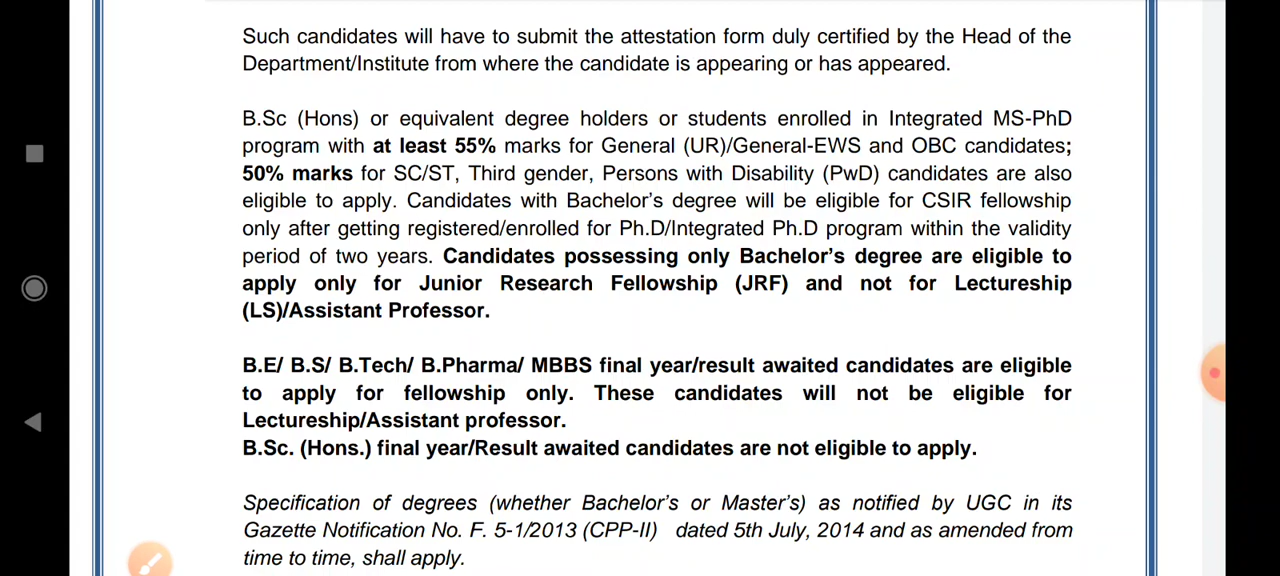 Such candidates will have to submit the attestation form duly certified by the Head of the
Department/Institute from where the candidate is appearing or has appeared.
B.Sc (Hons) or equivalent degree holders or students enrolled in Integrated MS-PhD
program with at least 55% marks for General (UR)/General-EWS and OBC candidates;
50% marks for SC/ST, Third gender, Persons with Disability (PwD) candidates are also
eligible to apply. Candidates with Bachelor’s degree will be eligible for CSIR fellowship
only after getting registered/enrolled for Ph.D/Integrated Ph.D program within the validity
period of two years. Candidates possessing only Bachelor’s degree are eligible to
apply only for Junior Research Fellowship (JRF) and not for Lectureship
(LS)/Assistant Professor.
B.E/ B.S/ B.Tech/ B.Pharma/ MBBS final year/result awaited candidates are eligible
to apply for fellowship only. These candidates will not be eligible for
Lectureship/Assistant professor.
B.Sc. (Hons.) final year/Result awaited candidates are not eligible to apply.
Specification of degrees (whether Bachelor’s or Master’s) as notified by UGC in its
Gazette Notification No. F. 5-1/2013 (CPP-II) dated 5th July, 2014 and as amended from
time to time, shall apply.